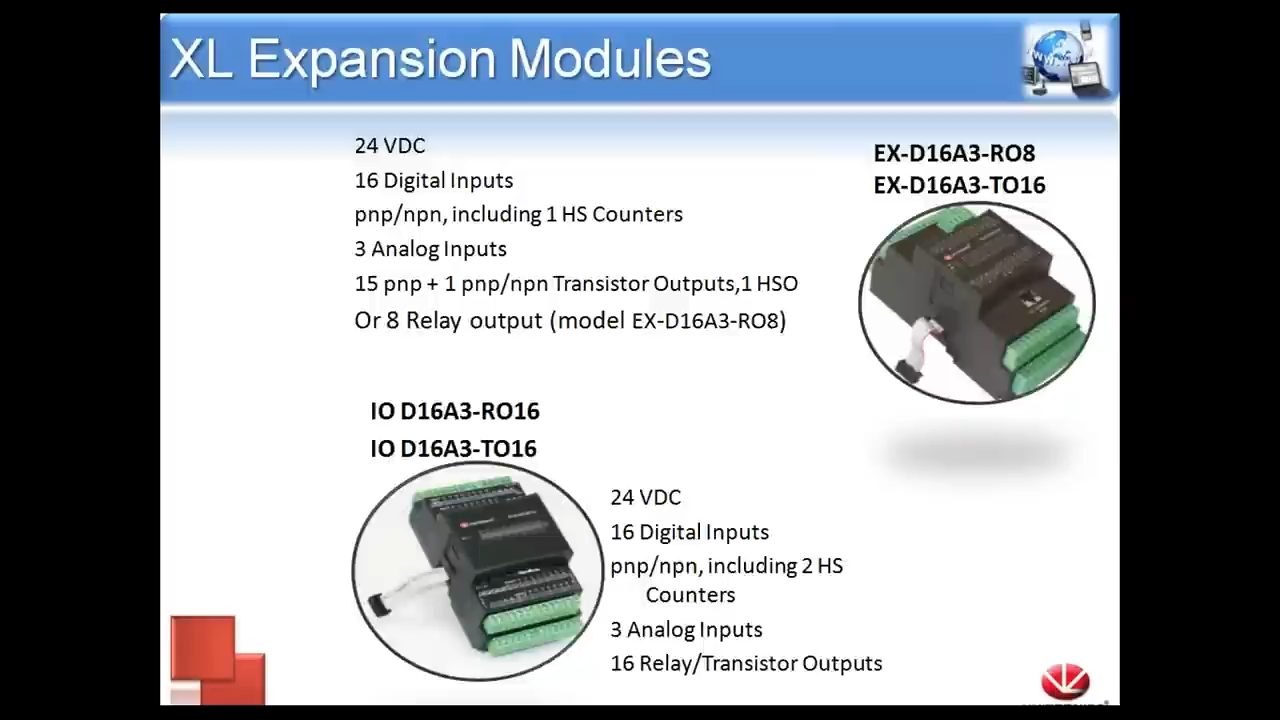 XL Expansion Modules
24 VDC
16 Digital Inputs
pnp/npn, including 1 HS Counters
3 Analog Inputs
15 pnp + 1 pnp/npn Transistor Outputs,1 HSO
Or 8 Relay output (model EX-D16A3-RO8)
EX-D16A3-RO8
EX-D16A3-TO16
IO D16A3-RO16
IO D16A3-TO16
24 VDC
16 Digital Inputs
pnp/npn, including 2 HS
Counters
3 Analog Inputs
16 Relay/Transistor Outputs